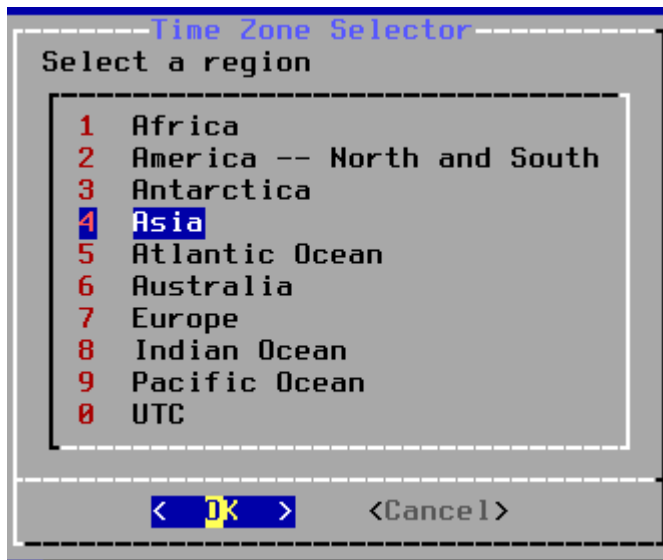 Time Zone Selector
Select a region
1 Africa
2 America -- North and South
3 Antarctica
4 Asia
5 Atlantic Ocean
6 Australia
7 Europe
8 Indian Ocean
9 Pacific Ocean
0 UTC
< OK > <Cancel>